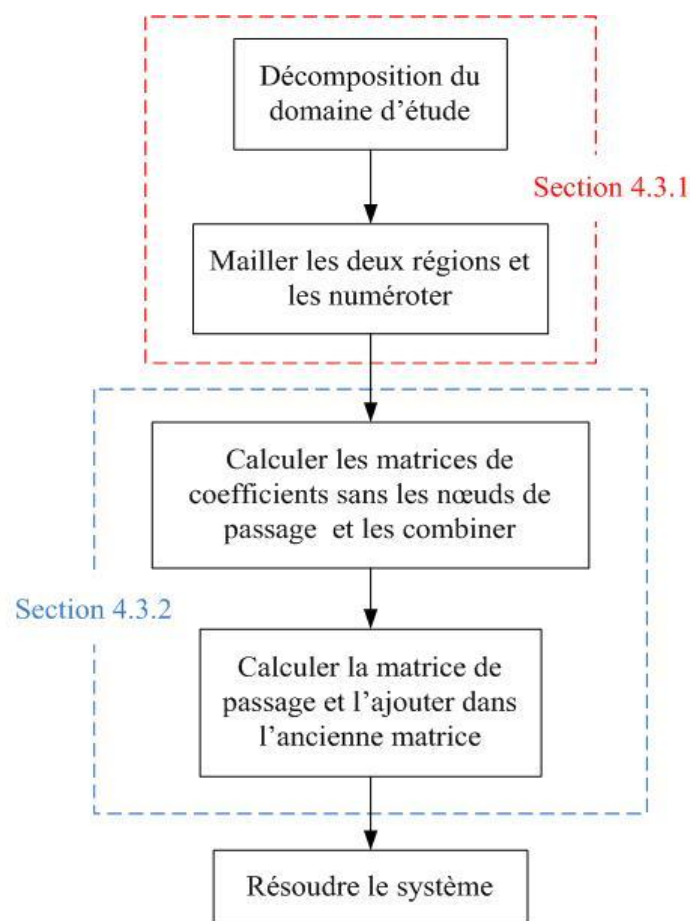 Décomposition du
domaine d'étude
Section 4.3.1
Mailler les deux régions et
les numéroter
Calculer les matrices de
coefficients sans les nœuds de
passage et les combiner
Section 4.3.2
Calculer la matrice de
passage et l'ajouter dans
l'ancienne matrice
Résoudre le système